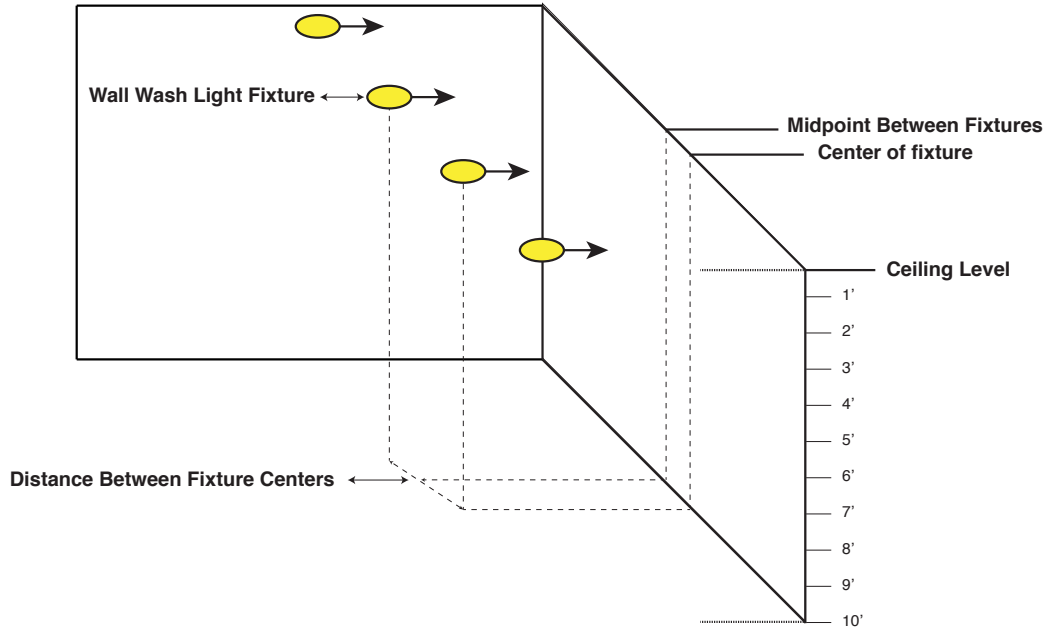 Wall Wash Light Fixture
Midpoint Between Fixtures
Center of fixture
Ceiling Level
1’
2’
3’
4’
5’
6’
Distance Between Fixture Centers
7’
8’
9’
10’